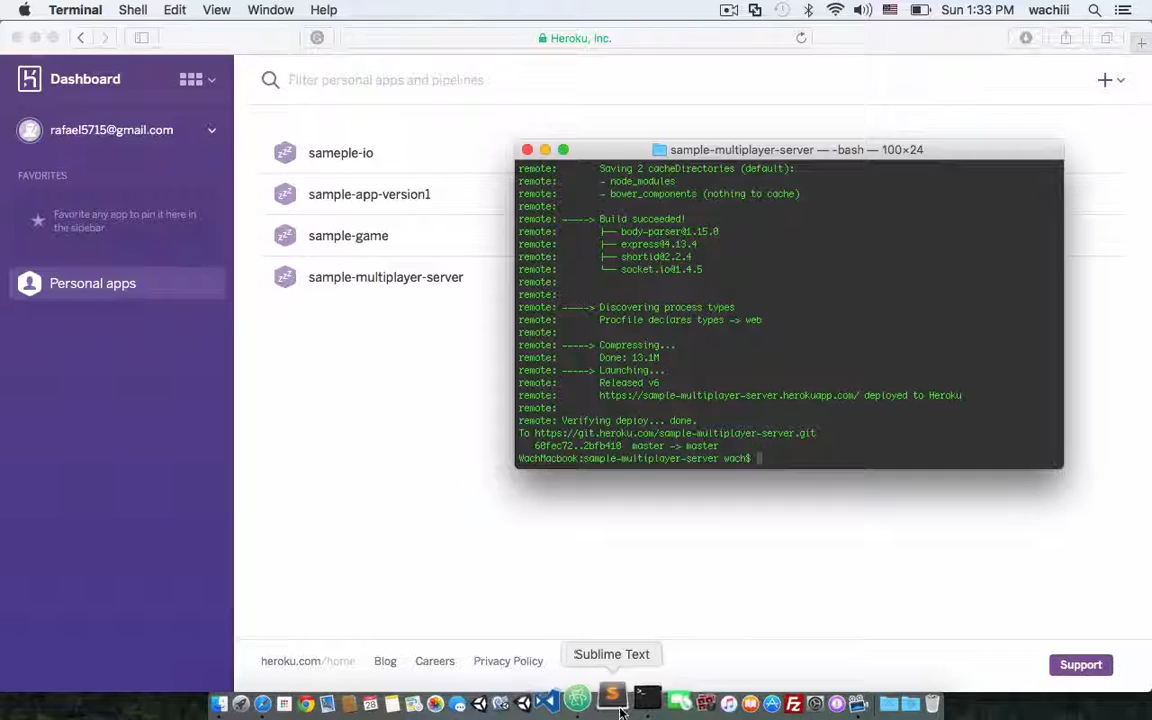 Terminal Shell Edit View Window Help Sun 1:33 PM wachiii
Heroku, Inc.
Dashboard
Filter personal apps and pipelines
rafael5715@gmail.com
FAVORITES
Favorite any app to pin it here in
the sidebar
Personal apps
sameple-io
sample-app-version1
sample-game
sample-multiplayer-server
sample-multiplayer-server — -bash — 100×24
remote: Saving 2 cacheDirectories (default):
remote: - node_modules
remote: - bower_components (nothing to cache)
remote:
remote: -----> Build succeeded!
remote: ├── body-parser@1.15.0
remote: ├── express@4.13.4
remote: ├── shortid@2.2.4
remote: └── socket.io@1.4.5
remote:
remote:
remote: -----> Discovering process types
remote: Procfile declares types -> web
remote:
remote: -----> Compressing...
remote: Done: 13.1M
remote: -----> Launching...
remote: Released v6
remote: https://sample-multiplayer-server.herokuapp.com/ deployed to Heroku
remote:
remote: Verifying deploy... done.
To https://git.heroku.com/sample-multiplayer-server.git
60fec72..2bfb410 master -> master
WachMacbook:sample-multiplayer-server wach$
Sublime Text
heroku.com/home Blog Careers Privacy Policy Support
28